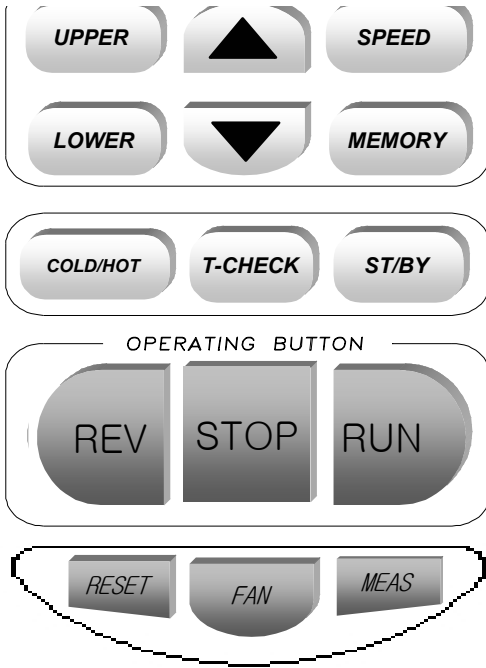 UPPER SPEED
LOWER MEMORY
COLD/HOT T-CHECK ST/BY
OPERATING BUTTON
REV STOP RUN
RESET FAN MEAS